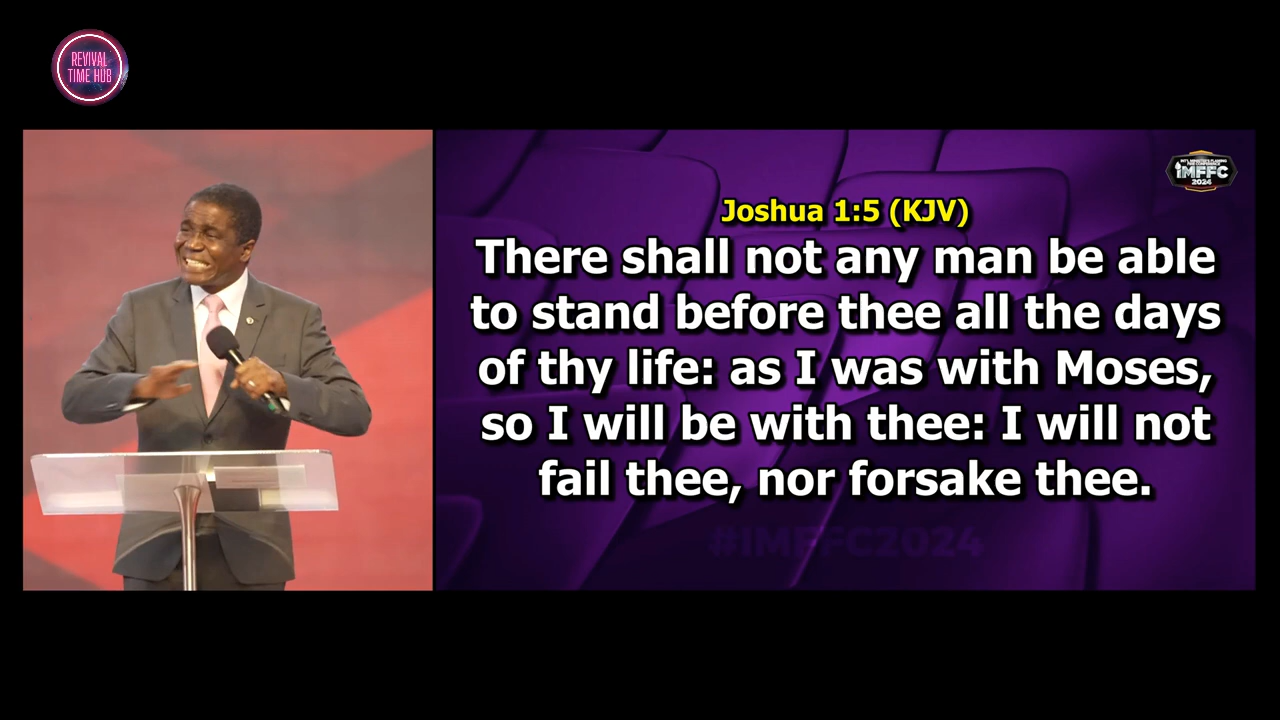 REVIVAL
TIME HUB
IMFFC
2024
Joshua 1:5 (KJV)
There shall not any man be able
to stand before thee all the days
of thy life: as I was with Moses,
so I will be with thee: I will not
fail thee, nor forsake thee.
#IMFFC2024